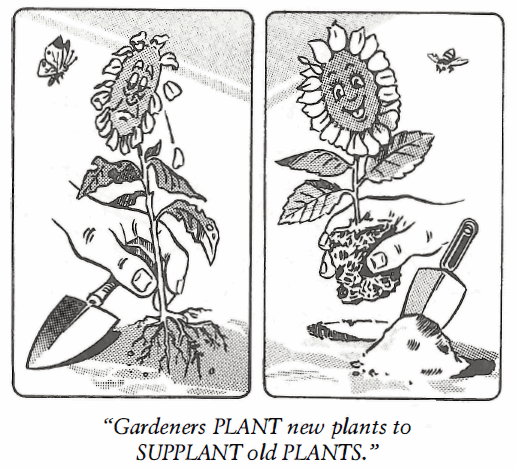 “Gardeners PLANT new plants to
SUPPLANT old PLANTS.”